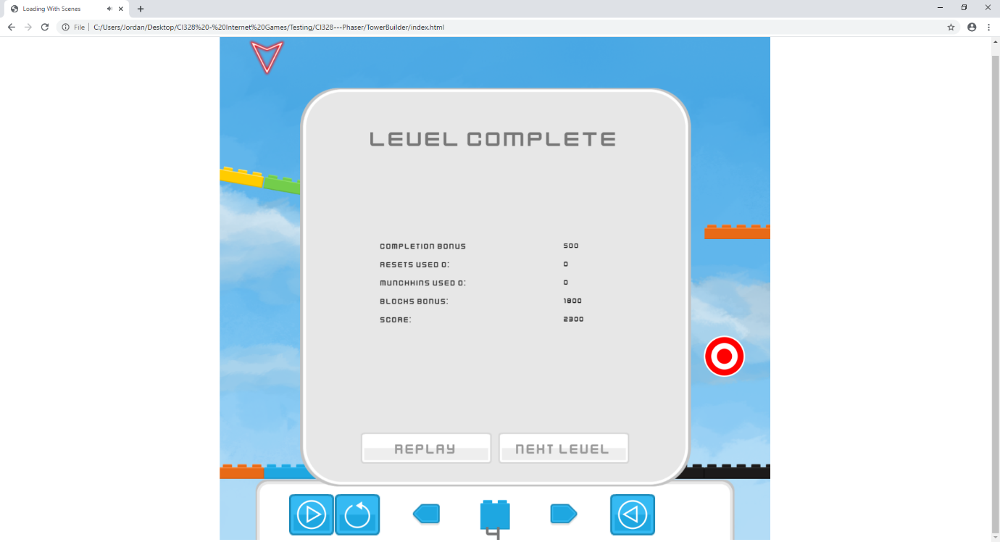 Loading With Scenes
File C:/Users/Jordan/Desktop/CI328%20-%20Internet%20Games/Testing/CI328---Phaser/TowerBuilder/index.html
LEVEL COMPLETE
COMPLETION BONUS 500
RESETS USED 0: 0
MUNCHKINS USED 0: 0
BLOCKS BONUS: 1800
SCORE: 2300
REPLAY NEXT LEVEL